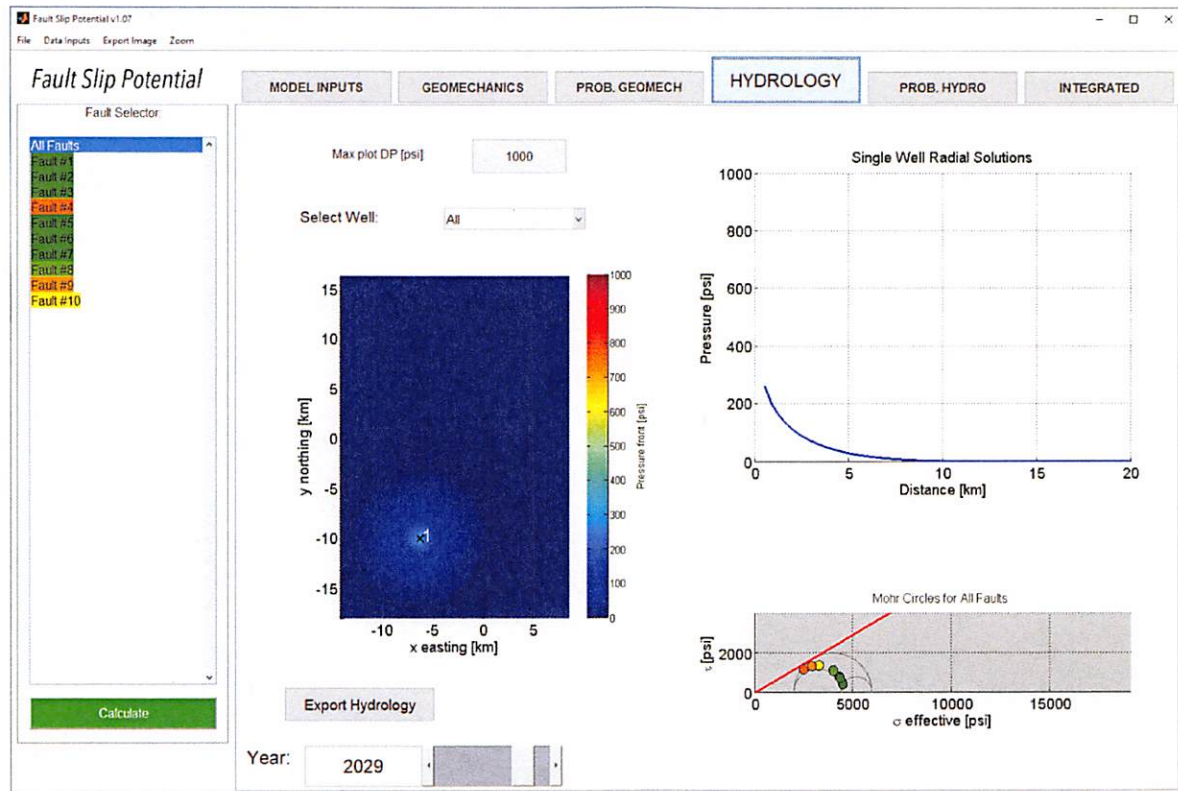 Fault Slip Potential v1.07
File Data Inputs Export Image Zoom
Fault Slip Potential
MODEL INPUTS
GEOMECHANICS
PROB. GEOMECH
HYDROLOGY
PROB. HYDRO
INTEGRATED
Fault Selector:
All Faults
Fault #1
Fault #2
Fault #3
Fault #4
Fault #5
Fault #6
Fault #7
Fault #8
Fault #9
Fault #10
Calculate
Max plot DP [psi]
1000
Select Well:
All
15
10
5
0
-5
-10
-15
y northing [km]
1
-10 -5 0 5
x easting [km]
1000
900
800
700
600
500
400
300
200
100
0
Pressure front [psi]
Export Hydrology
Year:
2029
Single Well Radial Solutions
1000
800
600
400
200
0
Pressure [psi]
0 5 10 15 20
Distance [km]
Mohr Circles for All Faults
2000
0
τ [psi]
0 5000 10000 15000
σ effective [psi]